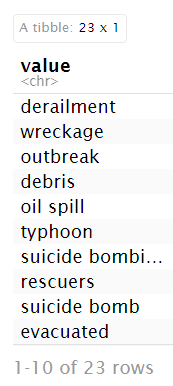 A tibble: 23 x 1
value
<chr>
derailment
wreckage
outbreak
debris
oil spill
typhoon
suicide bombi...
rescuers
suicide bomb
evacuated
1-10 of 23 rows